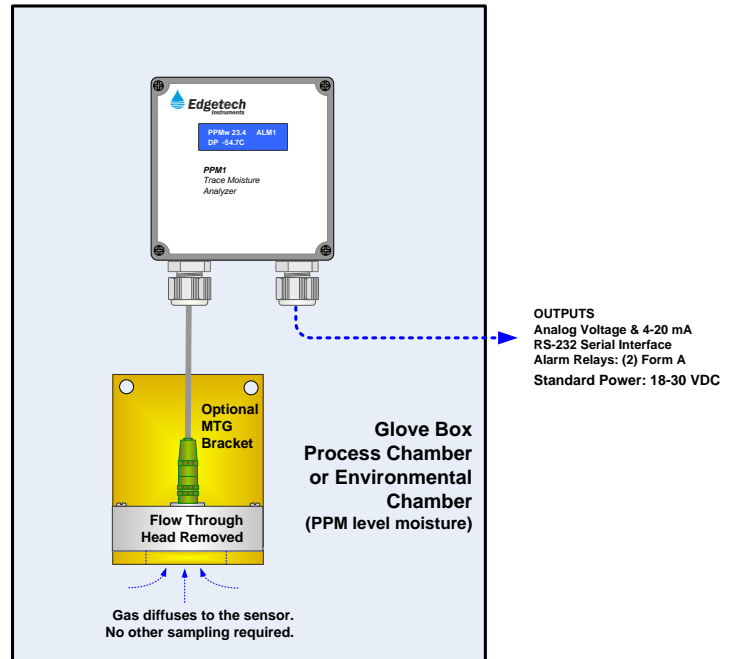 Edgetech
Instruments
PPMw 23.4 ALM1
DP -54.7C
PPM1
Trace Moisture
Analyzer
OUTPUTS
Analog Voltage & 4-20 mA
RS-232 Serial Interface
Alarm Relays: (2) Form A
Standard Power: 18-30 VDC
Optional
MTG
Bracket
Glove Box
Process Chamber
or Environmental
Chamber
(PPM level moisture)
Flow Through
Head Removed
Gas diffuses to the sensor.
No other sampling required.